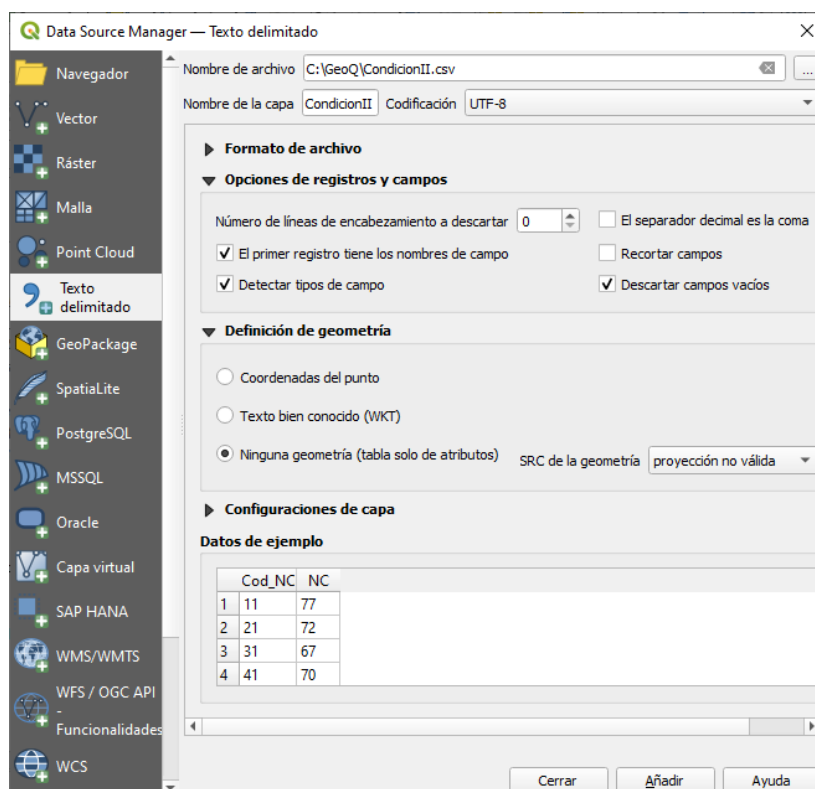 Data Source Manager — Texto delimitado
Navegador
Vector
Ráster
Malla
Point Cloud
Texto
delimitado
GeoPackage
SpatiaLite
PostgreSQL
MSSQL
Oracle
Capa virtual
SAP HANA
WMS/WMTS
WFS / OGC API
-
Funcionalidades
WCS
Nombre de archivo C:\GeoQ\CondicionII.csv ...
Nombre de la capa CondicionII Codificación UTF-8
Formato de archivo
Opciones de registros y campos
Número de líneas de encabezamiento a descartar 0 El separador decimal es la coma
El primer registro tiene los nombres de campo Recortar campos
Detectar tipos de campo Descartar campos vacíos
Definición de geometría
Coordenadas del punto
Texto bien conocido (WKT)
Ninguna geometría (tabla solo de atributos) SRC de la geometría proyección no válida
Configuraciones de capa
Datos de ejemplo
Cod_NC NC
1 11 77
2 21 72
3 31 67
4 41 70
Cerrar Añadir Ayuda